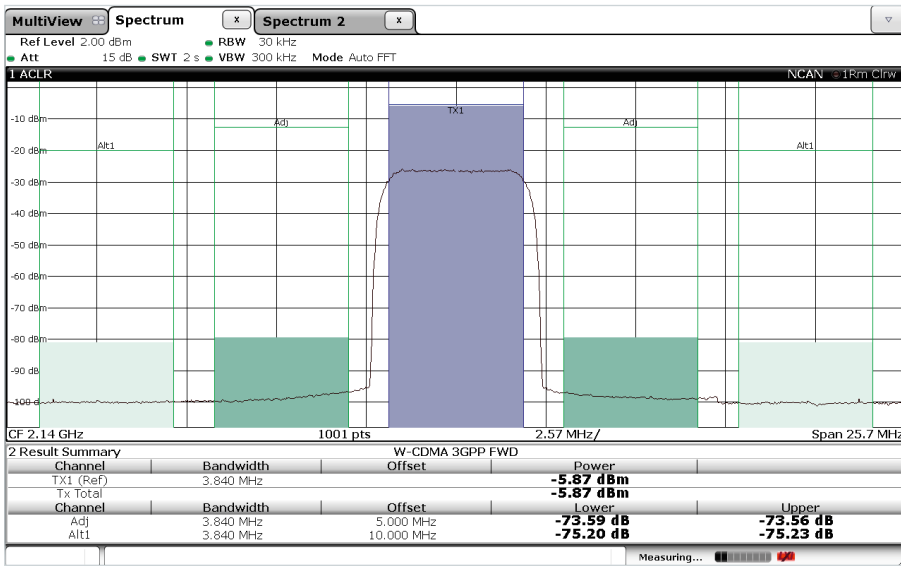 MultiView Spectrum x Spectrum 2 x
Ref Level 2.00 dBm RBW 30 kHz
Att 15 dB SWT 2 s VBW 300 kHz Mode Auto FFT
1 ACLR NCAN 1Rm Clrw
TX1
-10 dBm
Adj Adj
Alt1 Alt1
-20 dBm
-30 dBm
-40 dBm
-50 dBm
-60 dBm
-70 dBm
-80 dBm
-90 dB
-100 d
CF 2.14 GHz 1001 pts 2.57 MHz/ Span 25.7 MHz
2 Result Summary W-CDMA 3GPP FWD
Channel Bandwidth Offset Power
TX1 (Ref) 3.840 MHz -5.87 dBm
Tx Total -5.87 dBm
Channel Bandwidth Offset Lower Upper
Adj 3.840 MHz 5.000 MHz -73.59 dB -73.56 dB
Alt1 3.840 MHz 10.000 MHz -75.20 dB -75.23 dB
Measuring...